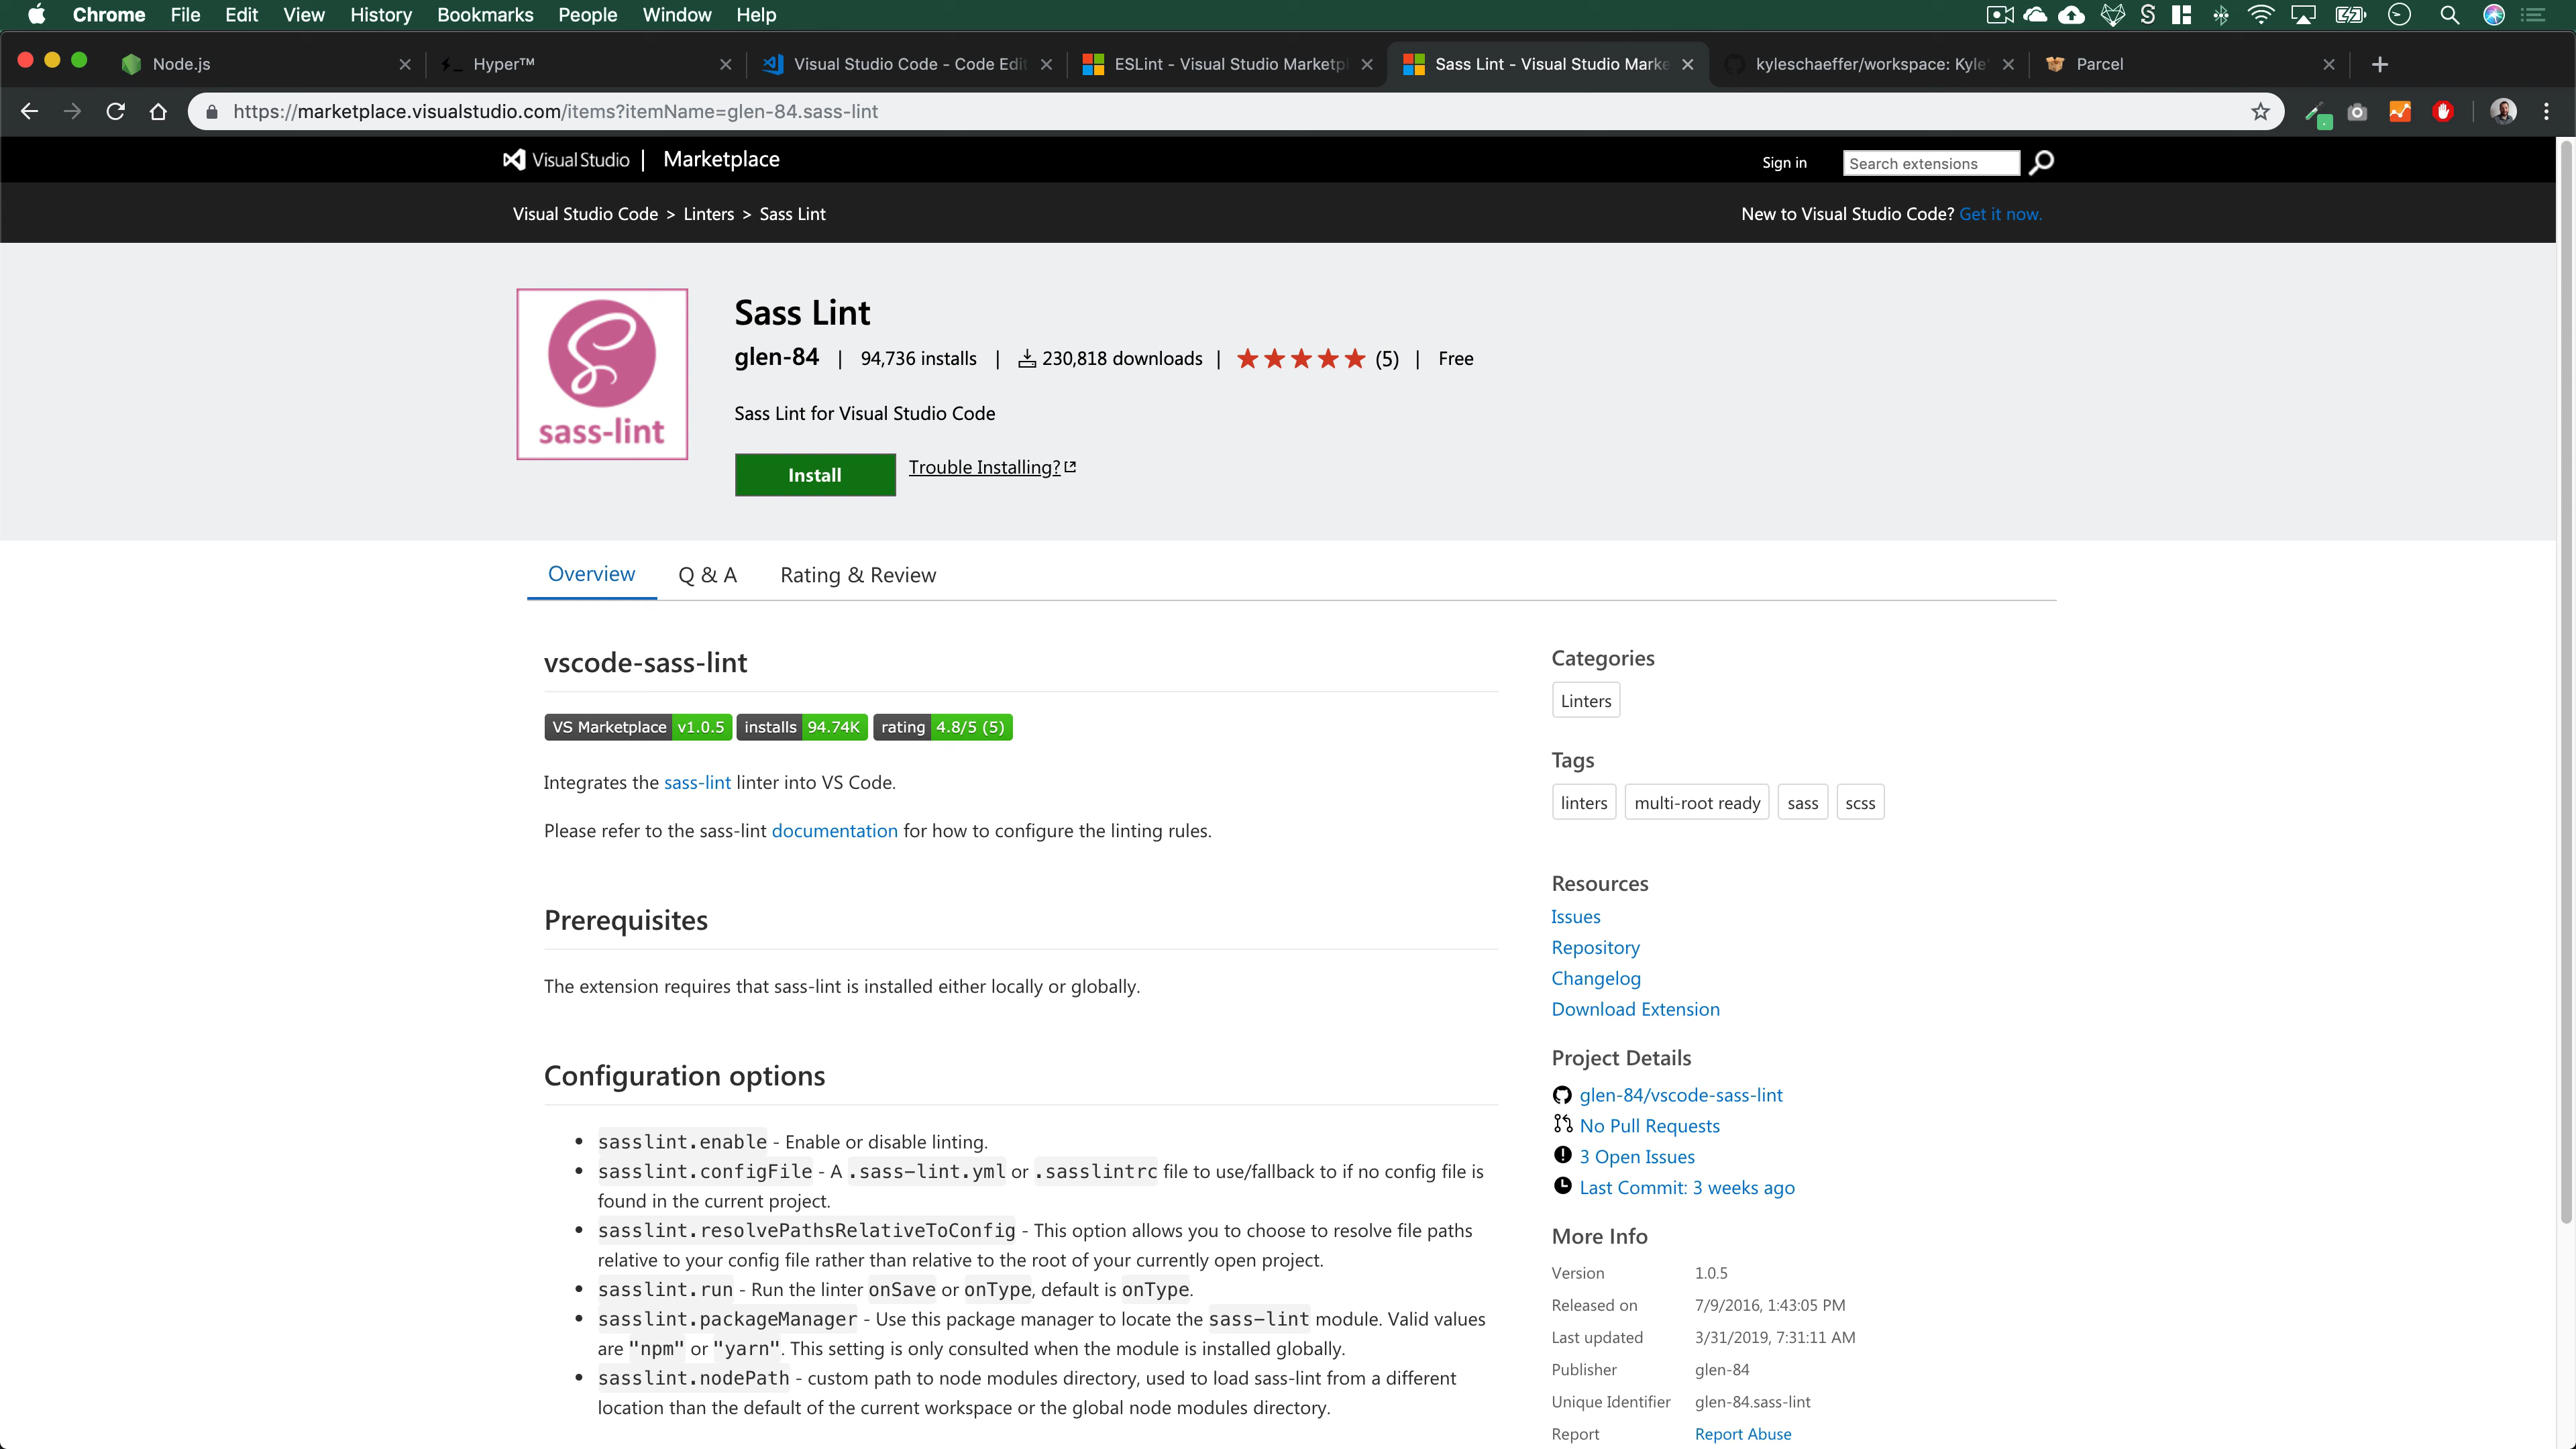 Chrome File Edit View History Bookmarks People Window Help
Node.js Hyper™ Visual Studio Code - Code Edit ESLint - Visual Studio Marketpl Sass Lint - Visual Studio Marke kyleschaeffer/workspace: Kyle' Parcel
https://marketplace.visualstudio.com/items?itemName=glen-84.sass-lint
Visual Studio | Marketplace Sign in Search extensions
Visual Studio Code > Linters > Sass Lint New to Visual Studio Code? Get it now.
sass-lint
Sass Lint
glen-84 | 94,736 installs | 230,818 downloads | (5) | Free
Sass Lint for Visual Studio Code
Install Trouble Installing?
Overview Q & A Rating & Review
vscode-sass-lint
VS Marketplace v1.0.5 installs 94.74K rating 4.8/5 (5)
Integrates the sass-lint linter into VS Code.
Please refer to the sass-lint documentation for how to configure the linting rules.
Prerequisites
The extension requires that sass-lint is installed either locally or globally.
Configuration options
• sasslint.enable - Enable or disable linting.
• sasslint.configFile - A .sass-lint.yml or .sasslintrc file to use/fallback to if no config file is
found in the current project.
• sasslint.resolvePathsRelativeToConfig - This option allows you to choose to resolve file paths
relative to your config file rather than relative to the root of your currently open project.
• sasslint.run - Run the linter onSave or onType, default is onType.
• sasslint.packageManager - Use this package manager to locate the sass-lint module. Valid values
are "npm" or "yarn". This setting is only consulted when the module is installed globally.
• sasslint.nodePath - custom path to node modules directory, used to load sass-lint from a different
location than the default of the current workspace or the global node modules directory.
Categories
Linters
Tags
linters multi-root ready sass scss
Resources
Issues
Repository
Changelog
Download Extension
Project Details
glen-84/vscode-sass-lint
No Pull Requests
3 Open Issues
Last Commit: 3 weeks ago
More Info
Version 1.0.5
Released on 7/9/2016, 1:43:05 PM
Last updated 3/31/2019, 7:31:11 AM
Publisher glen-84
Unique Identifier glen-84.sass-lint
Report Report Abuse